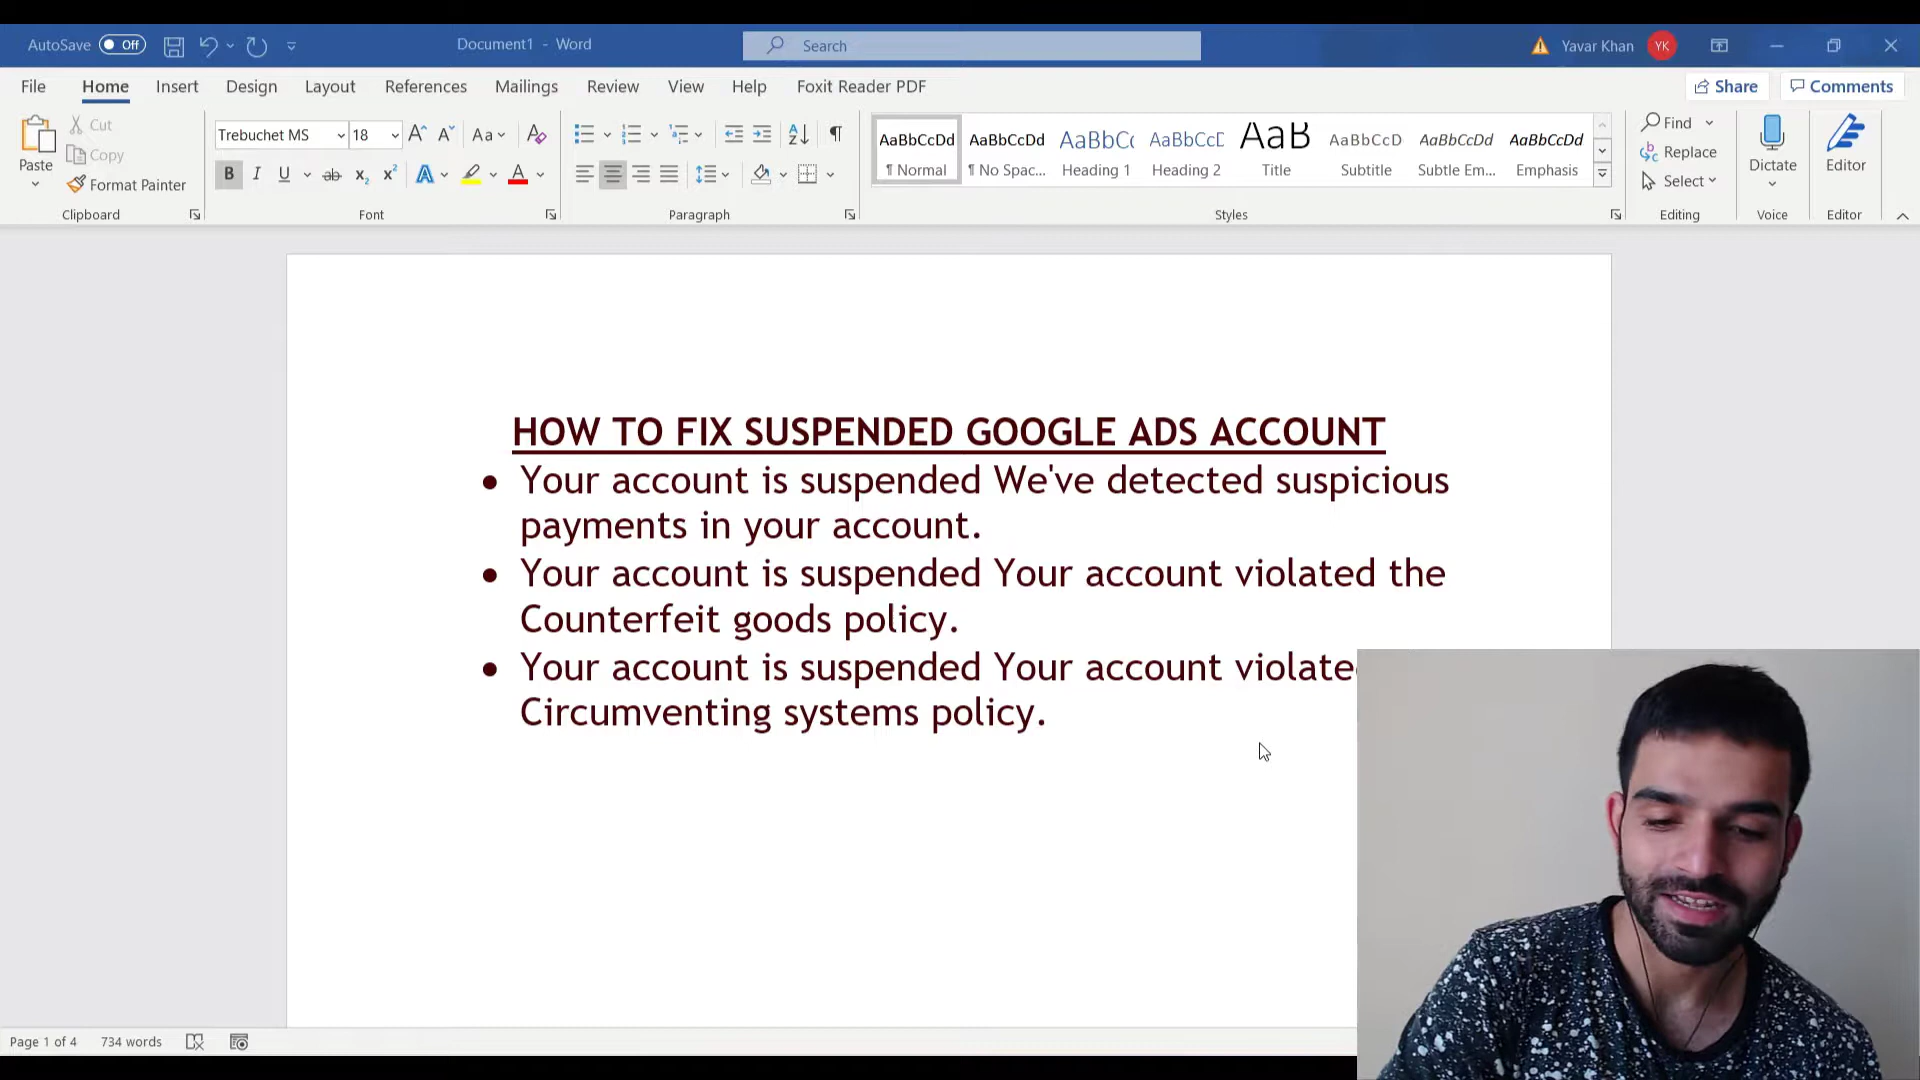 AutoSave Off Document1 - Word Search Yavar Khan YK
File Home Insert Design Layout References Mailings Review View Help Foxit Reader PDF Share Comments
Paste
Cut
Copy
Format Painter
Clipboard
Trebuchet MS 18 Aa
B I U ab x₂ x² A A
Font
Paragraph
AaBbCcDd AaBbCcDd AaBbCc AaBbCcD AaB AaBbCcD AaBbCcDd AaBbCcDd
¶ Normal ¶ No Spac... Heading 1 Heading 2 Title Subtitle Subtle Em... Emphasis
Styles
Find
Replace
Select
Editing
Dictate
Voice
Editor
Editor
HOW TO FIX SUSPENDED GOOGLE ADS ACCOUNT
• Your account is suspended We've detected suspicious
payments in your account.
• Your account is suspended Your account violated the
Counterfeit goods policy.
• Your account is suspended Your account violate
Circumventing systems policy.
Page 1 of 4 734 words